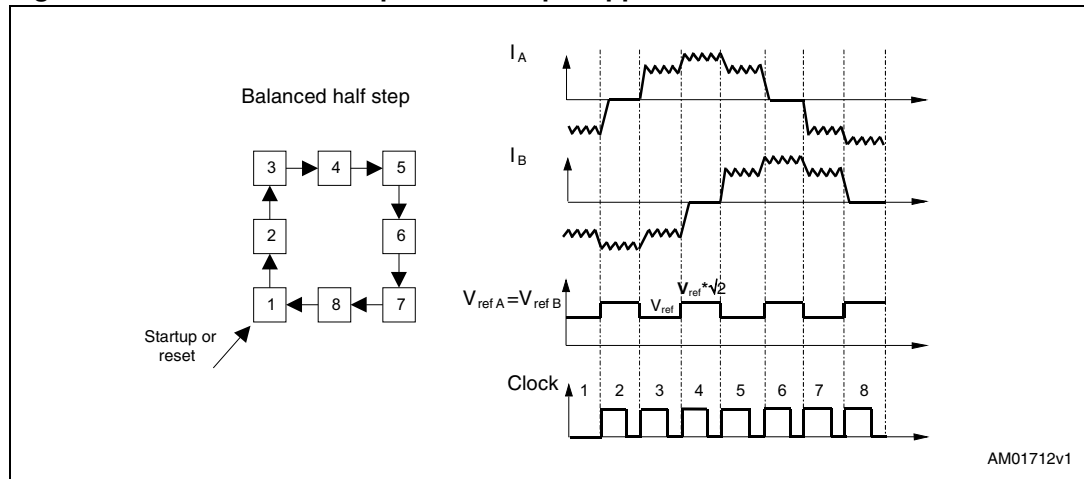 Balanced half step
3 4 5
2 6
1 8 7
Startup or
reset
I A
I B
V ref A =V ref B
V ref
V ref *√2
Clock 1 2 3 4 5 6 7 8
AM01712v1